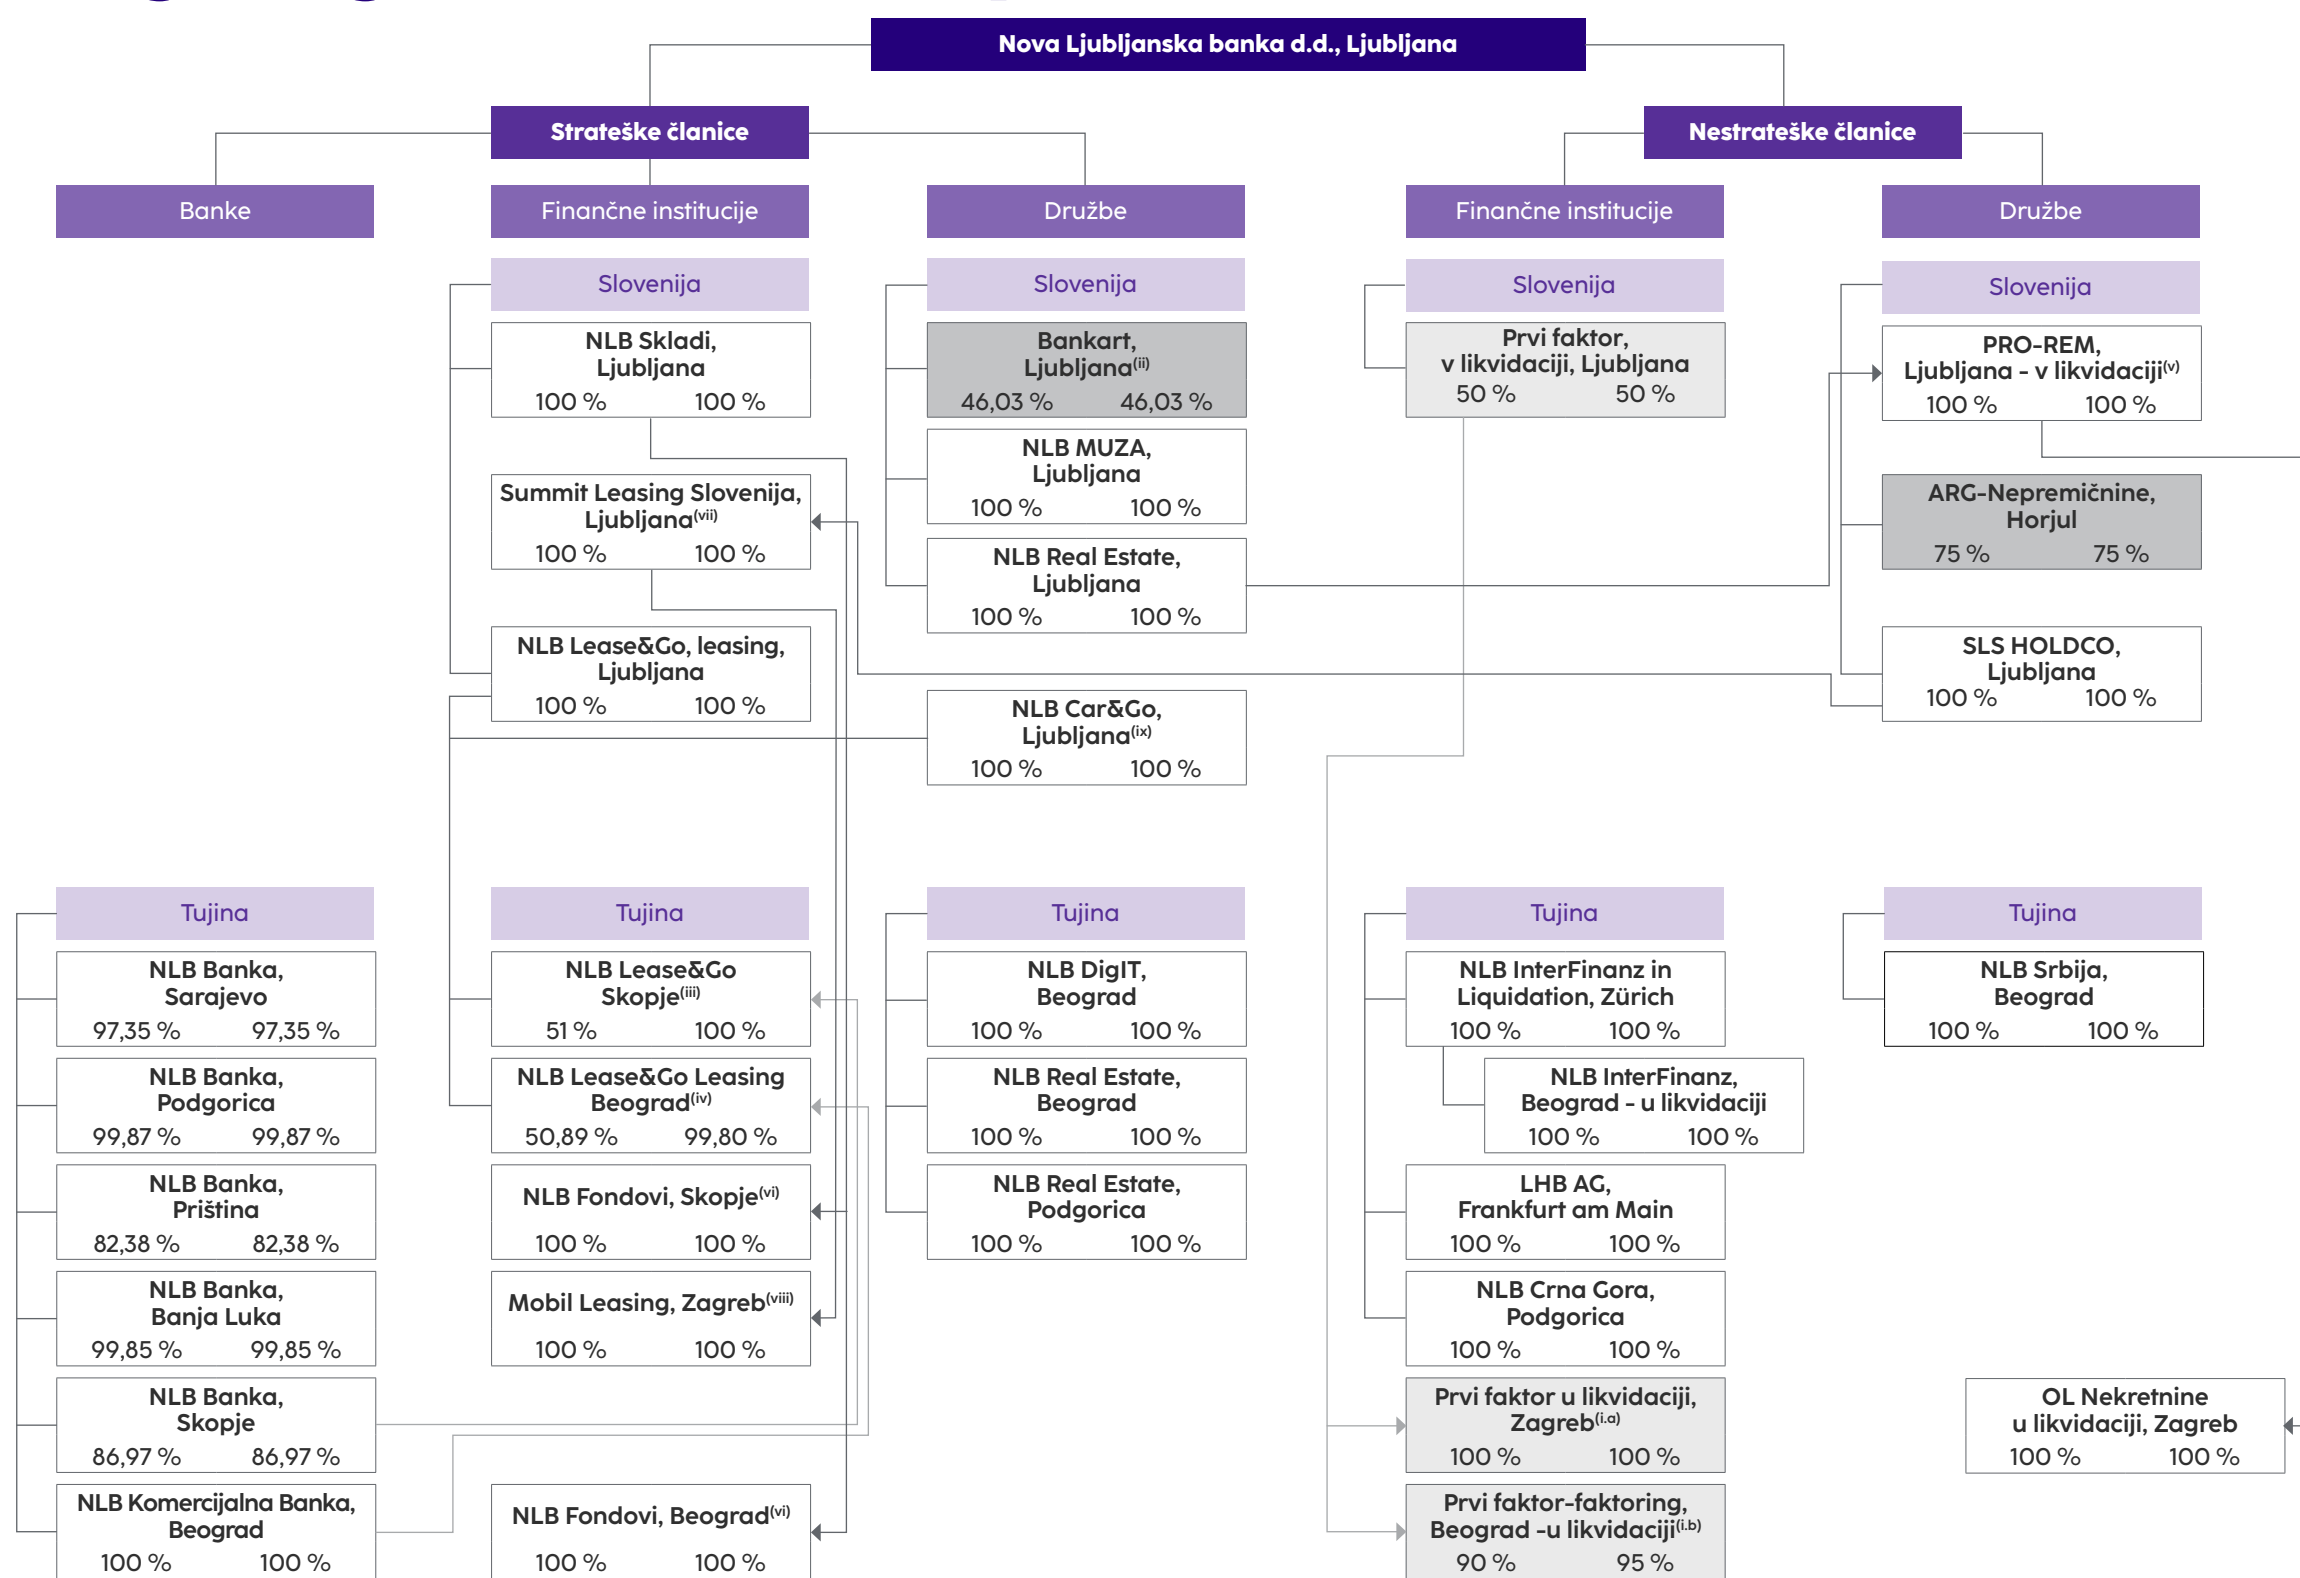 Nova Ljubljanska banka d.d., Ljubljana
Strateške članice
Nestrateške članice
Banke
Finančne institucije
Družbe
Finančne institucije
Družbe
Slovenija
NLB Skladi,
Ljubljana
100 % 100 %
Summit Leasing Slovenija,
Ljubljana(vii)
100 % 100 %
NLB Lease&Go, leasing,
Ljubljana
100 % 100 %
Slovenija
Bankart,
Ljubljana(ii)
46,03 % 46,03 %
NLB MUZA,
Ljubljana
100 % 100 %
NLB Real Estate,
Ljubljana
100 % 100 %
NLB Car&Go,
Ljubljana(ix)
100 % 100 %
Slovenija
Prvi faktor,
v likvidaciji, Ljubljana
50 % 50 %
Slovenija
PRO-REM,
Ljubljana - v likvidaciji(v)
100 % 100 %
ARG-Nepremičnine,
Horjul
75 % 75 %
SLS HOLDCO,
Ljubljana
100 % 100 %
Tujina
NLB Banka,
Sarajevo
97,35 % 97,35 %
NLB Banka,
Podgorica
99,87 % 99,87 %
NLB Banka,
Priština
82,38 % 82,38 %
NLB Banka,
Banja Luka
99,85 % 99,85 %
NLB Banka,
Skopje
86,97 % 86,97 %
NLB Komercijalna Banka,
Beograd
100 % 100 %
Tujina
NLB Lease&Go
Skopje(iii)
51 % 100 %
NLB Lease&Go Leasing
Beograd(iv)
50,89 % 99,80 %
NLB Fondovi, Skopje(vi)
100 % 100 %
Mobil Leasing, Zagreb(viii)
100 % 100 %
NLB Fondovi, Beograd(vi)
100 % 100 %
Tujina
NLB DigIT,
Beograd
100 % 100 %
NLB Real Estate,
Beograd
100 % 100 %
NLB Real Estate,
Podgorica
100 % 100 %
Tujina
NLB InterFinanz in
Liquidation, Zürich
100 % 100 %
NLB InterFinanz,
Beograd - u likvidaciji
100 % 100 %
LHB AG,
Frankfurt am Main
100 % 100 %
NLB Crna Gora,
Podgorica
100 % 100 %
Prvi faktor u likvidaciji,
Zagreb(i.a)
100 % 100 %
Prvi faktor-faktoring,
Beograd -u likvidaciji(i.b)
90 % 95 %
Tujina
NLB Srbija,
Beograd
100 % 100 %
OL Nekretnine
u likvidaciji, Zagreb
100 % 100 %